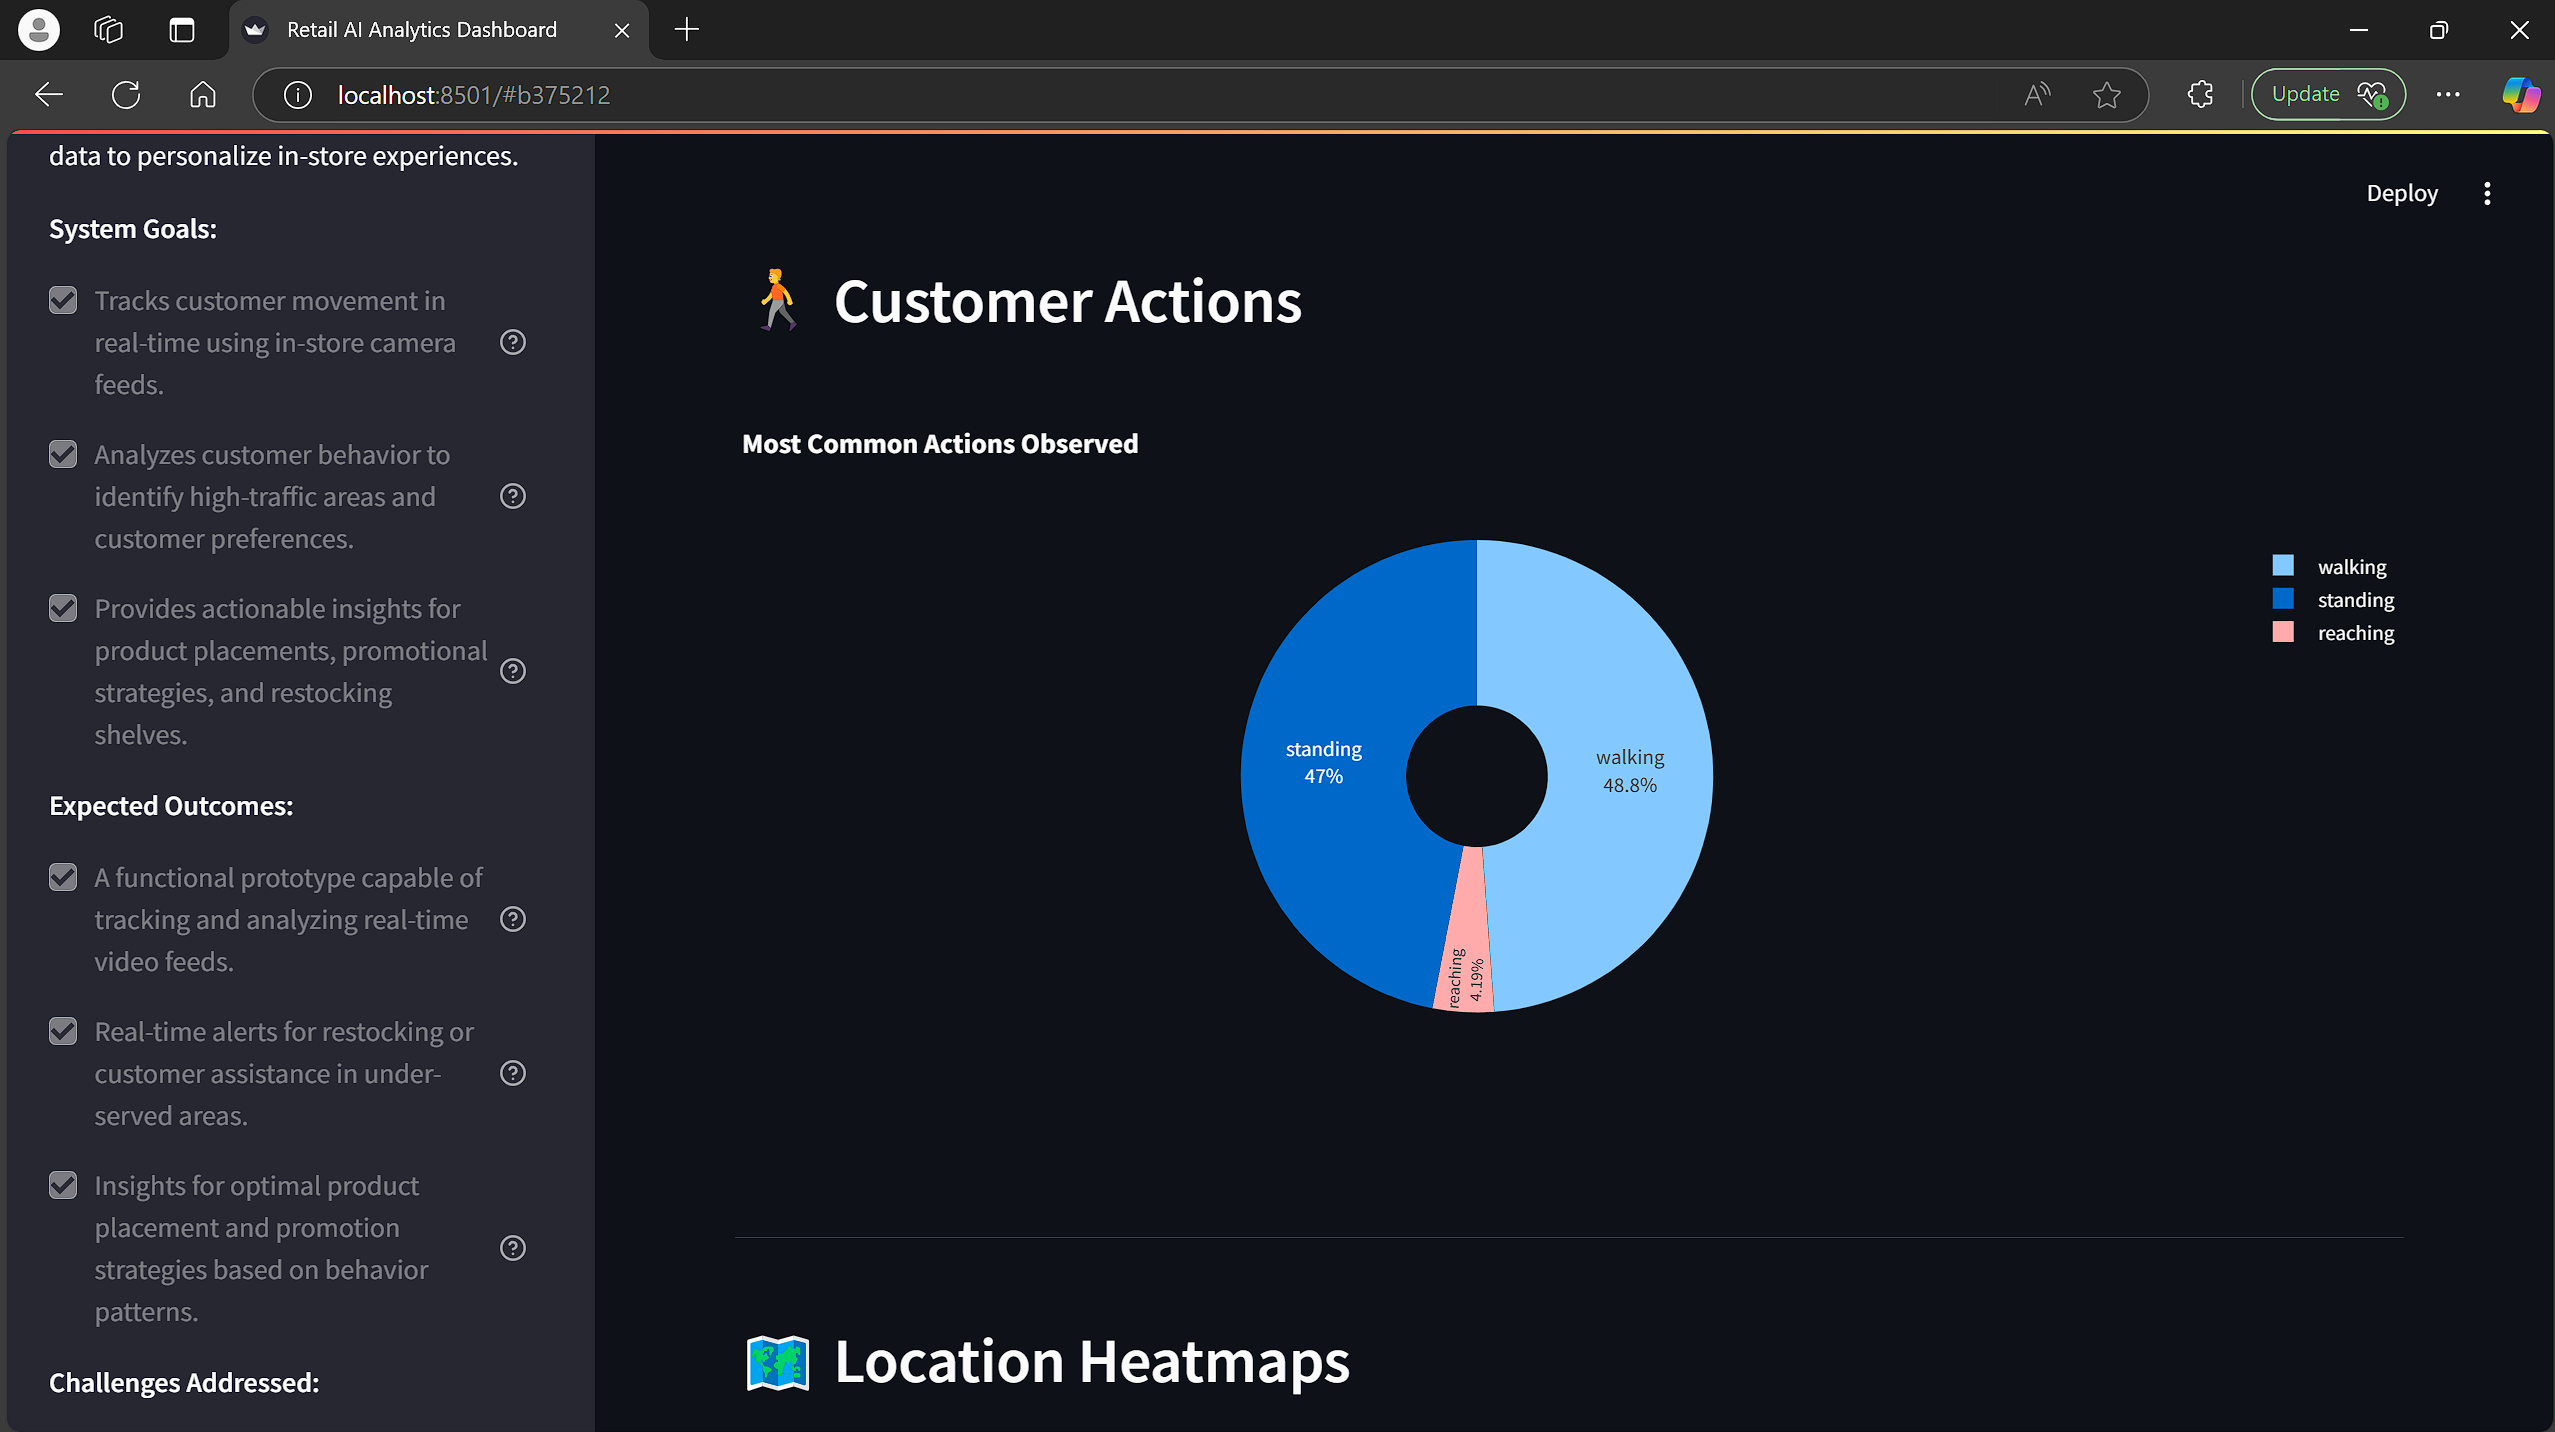 Retail AI Analytics Dashboard
localhost:8501/#b375212
Update
data to personalize in-store experiences.
System Goals:
Tracks customer movement in
real-time using in-store camera
feeds.
Analyzes customer behavior to
identify high-traffic areas and
customer preferences.
Provides actionable insights for
product placements, promotional
strategies, and restocking
shelves.
Expected Outcomes:
A functional prototype capable of
tracking and analyzing real-time
video feeds.
Real-time alerts for restocking or
customer assistance in under-
served areas.
Insights for optimal product
placement and promotion
strategies based on behavior
patterns.
Challenges Addressed:
Deploy
Customer Actions
Most Common Actions Observed
walking
standing
reaching
standing
47%
walking
48.8%
reaching
4.19%
Location Heatmaps